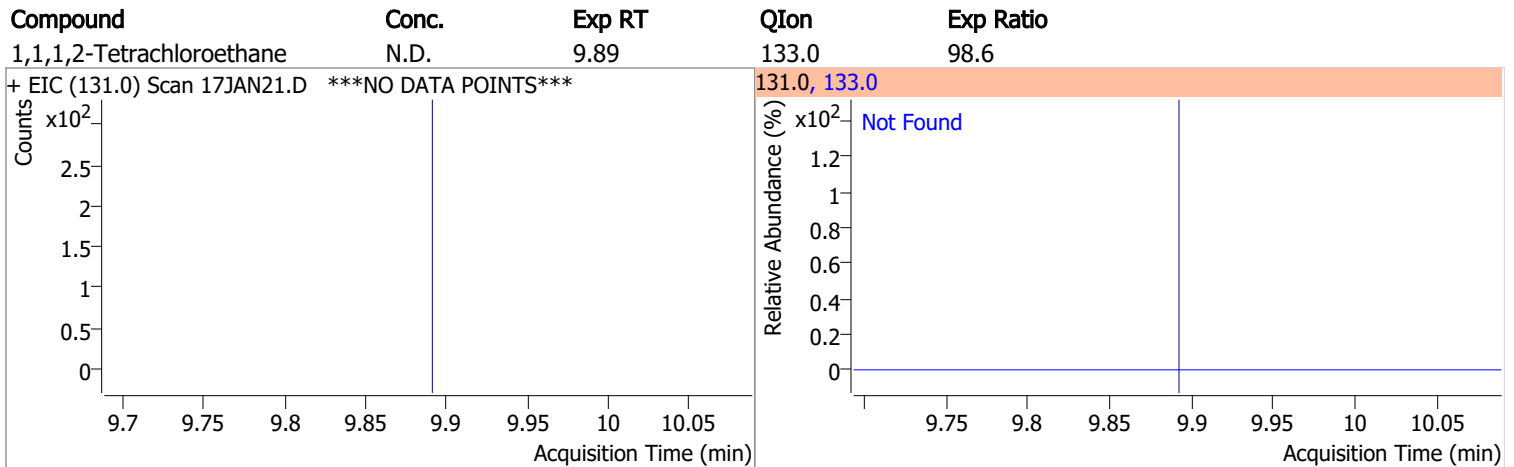 Compound Conc. Exp RT QIon Exp Ratio
1,1,1,2-Tetrachloroethane N.D. 9.89 133.0 98.6
+ EIC (131.0) Scan 17JAN21.D ***NO DATA POINTS***
Counts
x10²
2.5
2
1.5
1
0.5
0
9.7 9.75 9.8 9.85 9.9 9.95 10 10.05
Acquisition Time (min)
131.0, 133.0
Relative Abundance (%)
x10²
Not Found
1.2
1
0.8
0.6
0.4
0.2
0
9.75 9.8 9.85 9.9 9.95 10 10.05
Acquisition Time (min)